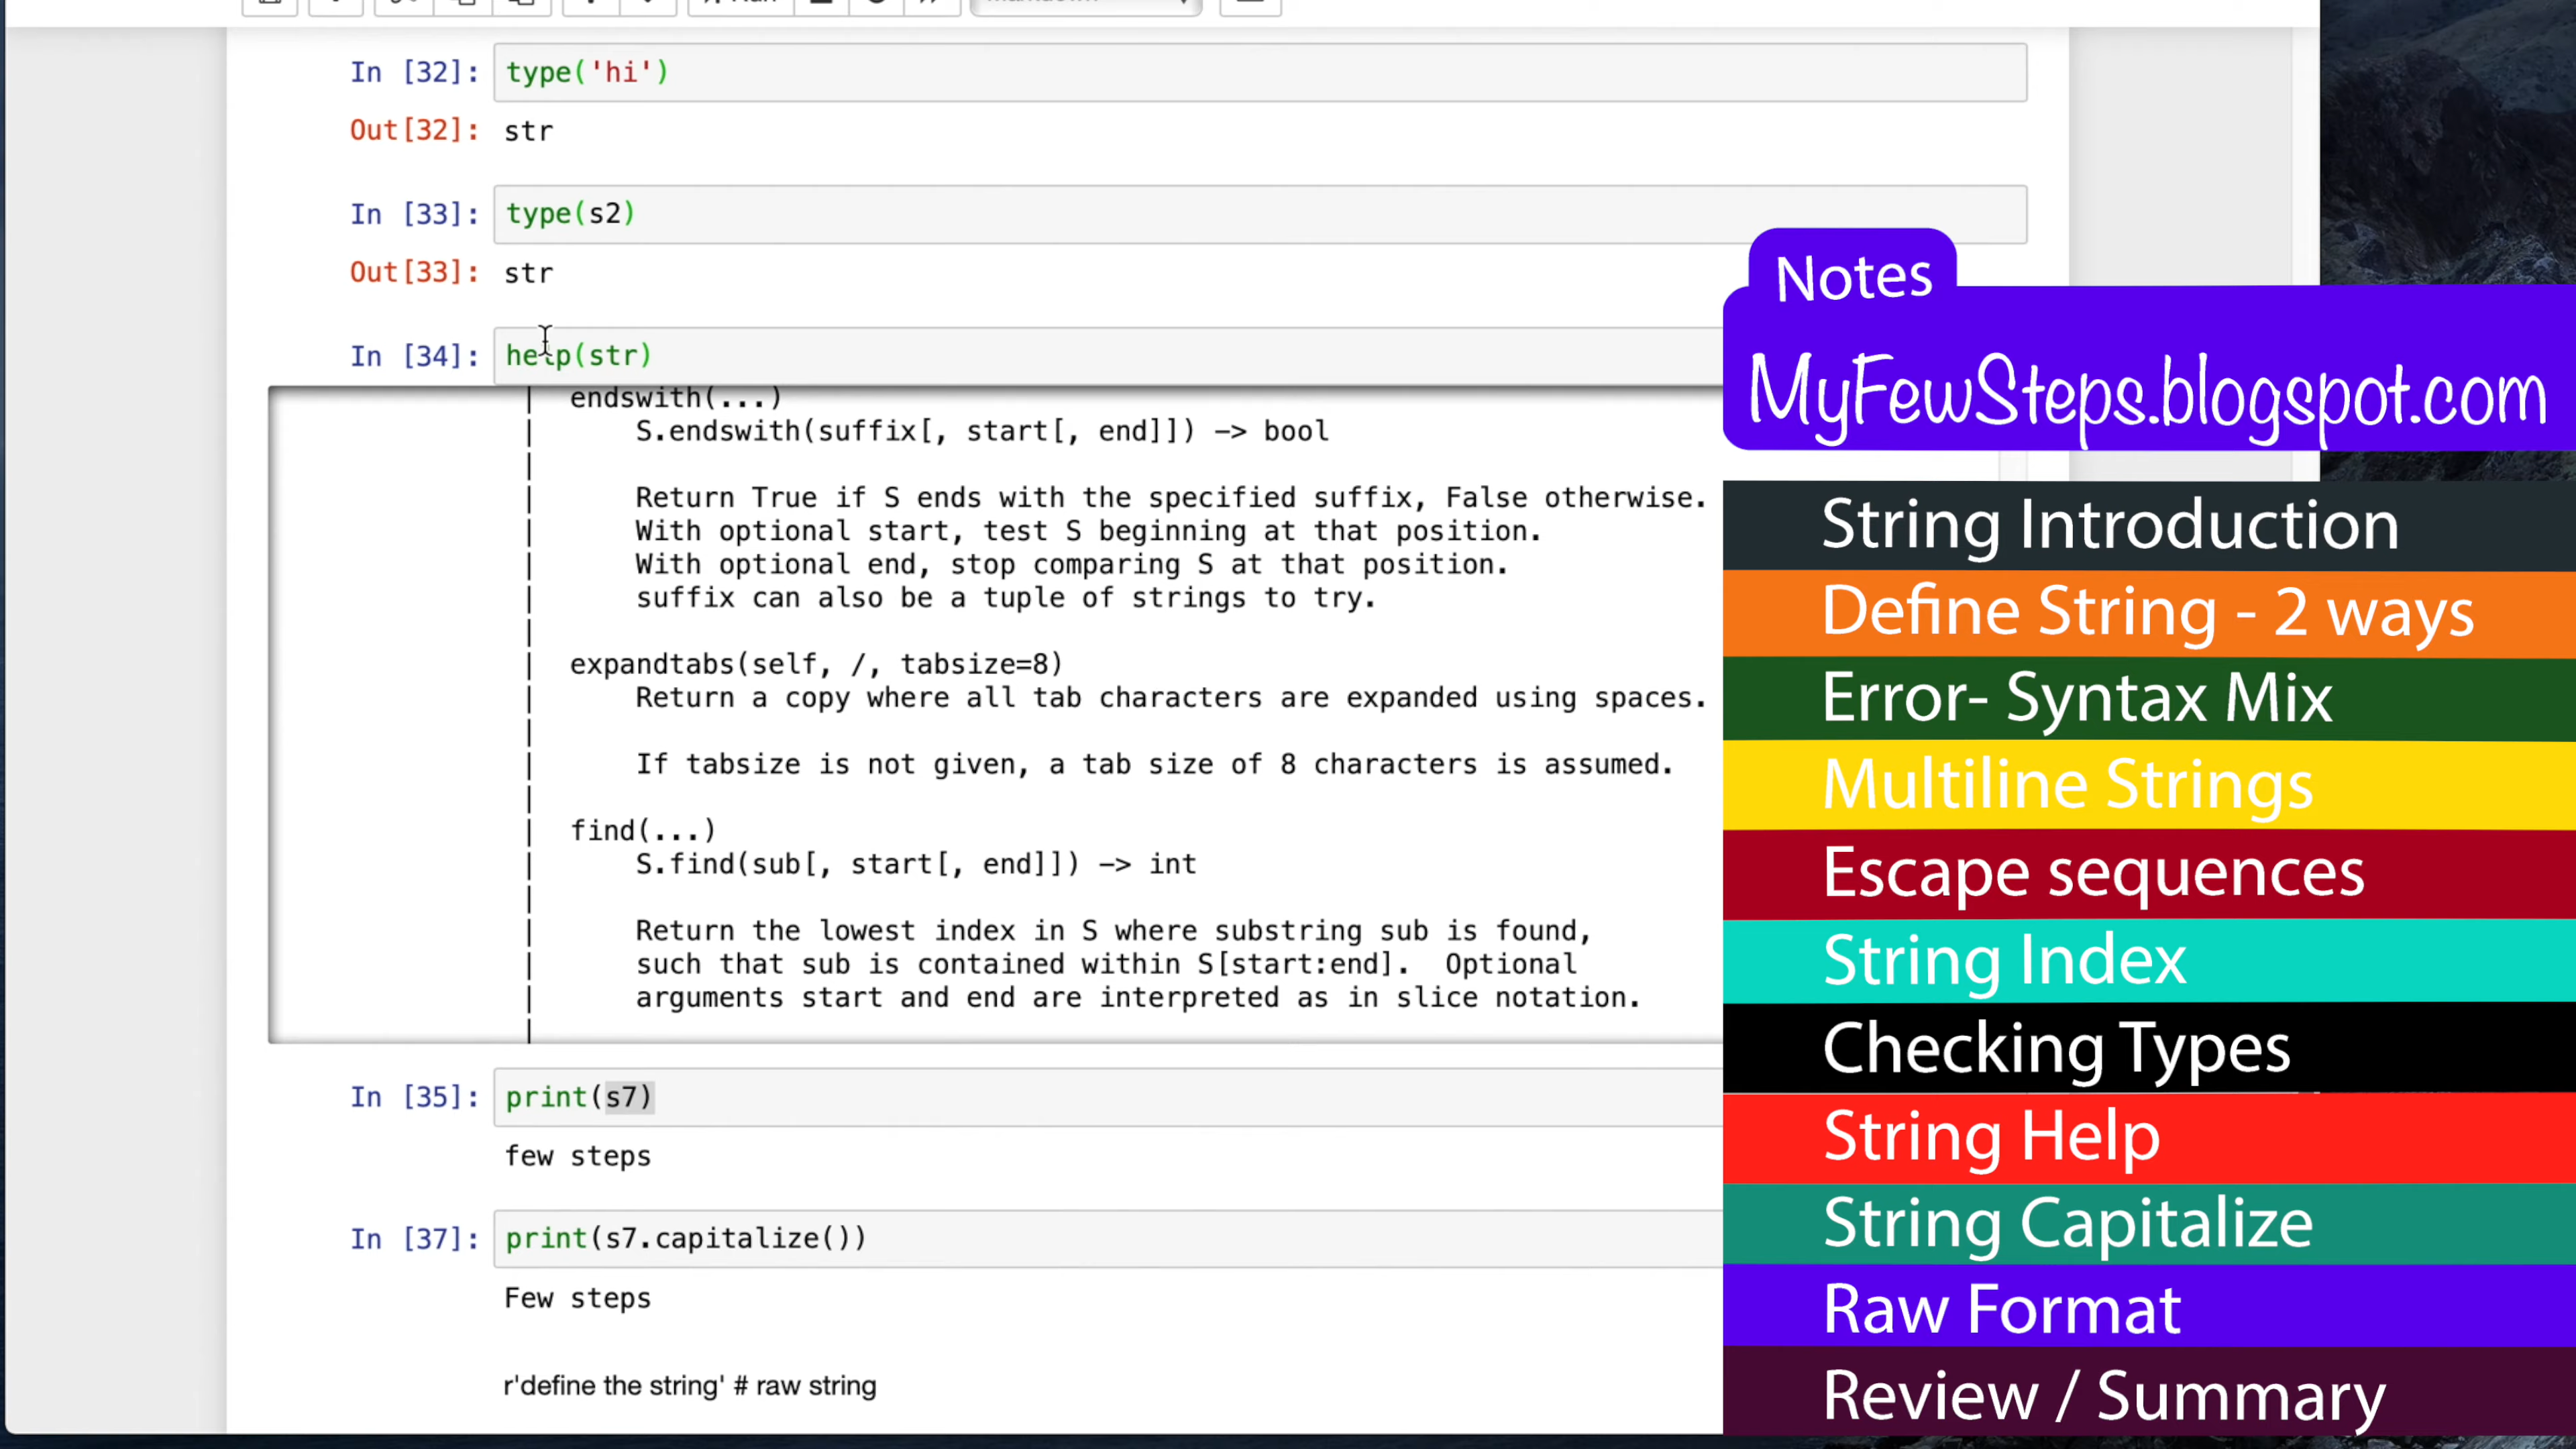 In [32]: type('hi')
Out[32]: str
In [33]: type(s2)
Out[33]: str
In [34]: help(str)
| endswith(...)
| S.endswith(suffix[, start[, end]]) -> bool
|
| Return True if S ends with the specified suffix, False otherwise.
| With optional start, test S beginning at that position.
| With optional end, stop comparing S at that position.
| suffix can also be a tuple of strings to try.
|
| expandtabs(self, /, tabsize=8)
| Return a copy where all tab characters are expanded using spaces.
|
| If tabsize is not given, a tab size of 8 characters is assumed.
|
| find(...)
| S.find(sub[, start[, end]]) -> int
|
| Return the lowest index in S where substring sub is found,
| such that sub is contained within S[start:end].  Optional
| arguments start and end are interpreted as in slice notation.
|
In [35]: print(s7)
few steps
In [37]: print(s7.capitalize())
Few steps
r'define the string' # raw string
Notes
MyFewSteps.blogspot.com
String Introduction
Define String - 2 ways
Error- Syntax Mix
Multiline Strings
Escape sequences
String Index
Checking Types
String Help
String Capitalize
Raw Format
Review / Summary